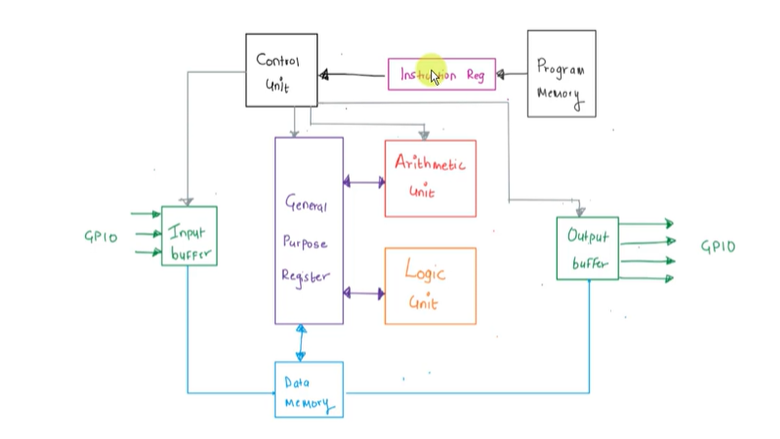 Control
Unit
Instruction Reg
Program
Memory
General
Purpose
Register
Arithmetic
Unit
GPIO
Input
buffer
Output
buffer
GPIO
Logic
Unit
Data
Memory